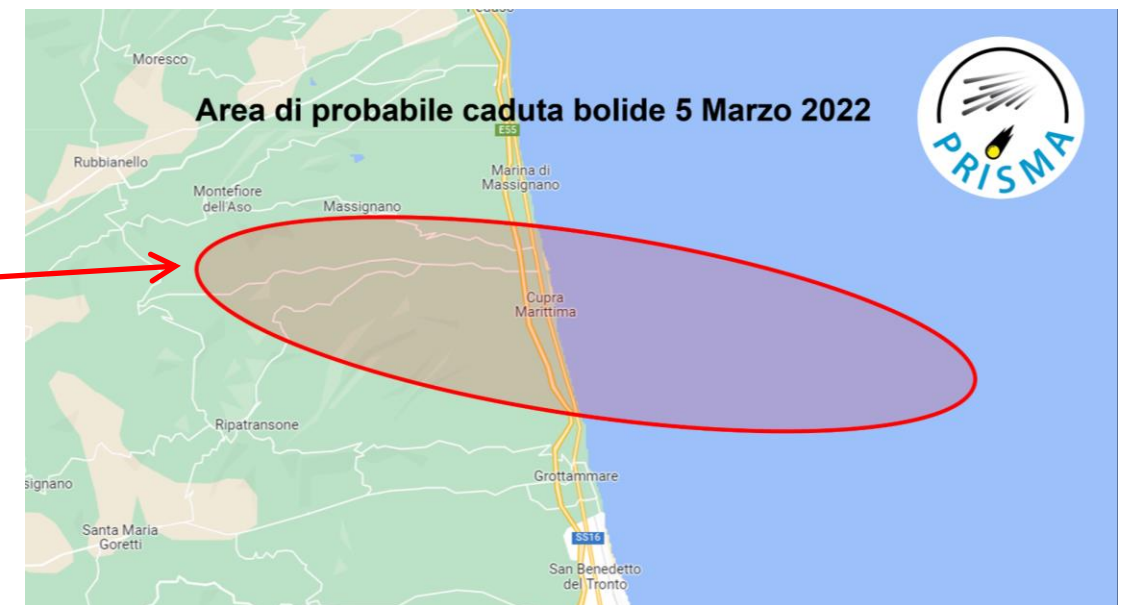 Moresco
Area di probabile caduta bolide 5 Marzo 2022
E55
PRISMA
Rubbianello
Marina di
Massignano
Montefiore
dell'Aso
Massignano
Cupra
Marittima
Ripatransone
Grottammare
signano
Santa Maria
Goretti
SS16
San Benedetto
del Tronto